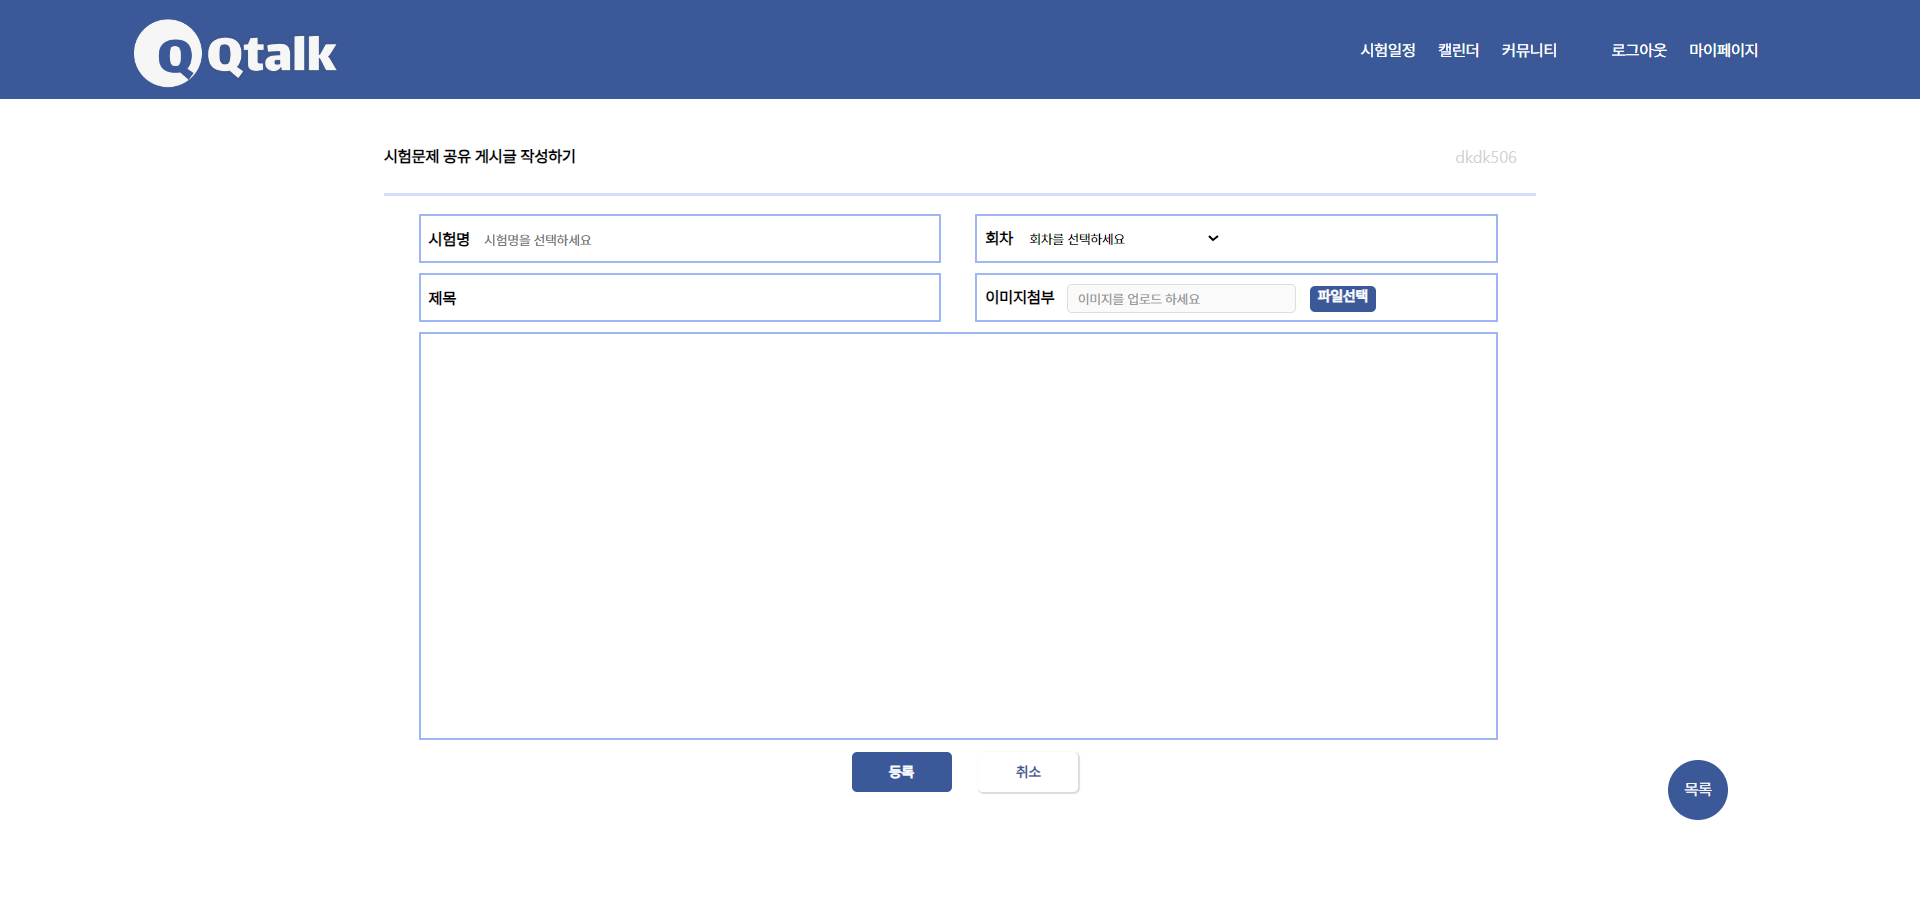 Q Qtalk
시험일정 캘린더 커뮤니티 로그아웃 마이페이지
시험문제 공유 게시글 작성하기 dkdk506
시험명 시험명을 선택하세요 회차 회차를 선택하세요
제목 이미지첨부 이미지를 업로드 하세요 파일선택
등록 취소
목록